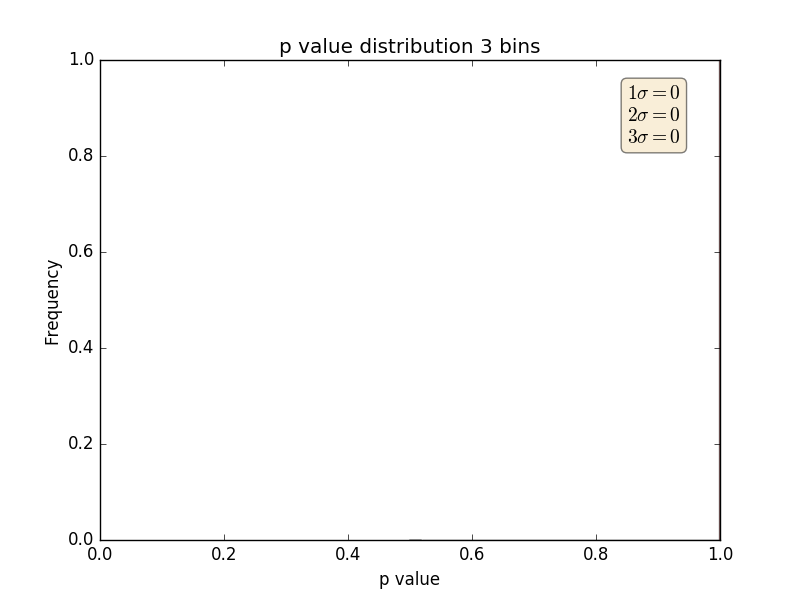 p value distribution 3 bins
1σ = 0
2σ = 0
3σ = 0
1.0
0.8
0.6
0.4
0.2
0.0
Frequency
0.0 0.2 0.4 0.6 0.8 1.0
p value